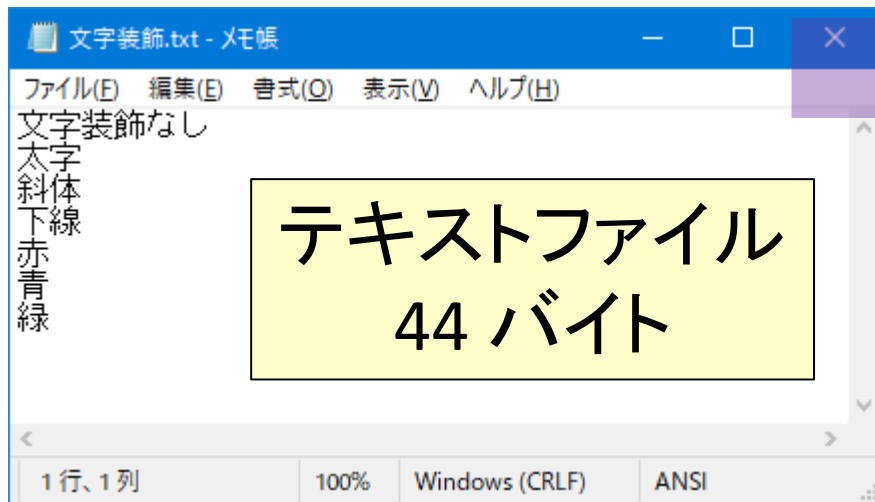 文字装飾.txt - メモ帳
ファイル(F) 編集(E) 書式(O) 表示(V) ヘルプ(H)
文字装飾なし
太字
斜体
下線
赤
青
緑
テキストファイル
44 バイト
1 行、1 列 100% Windows (CRLF) ANSI